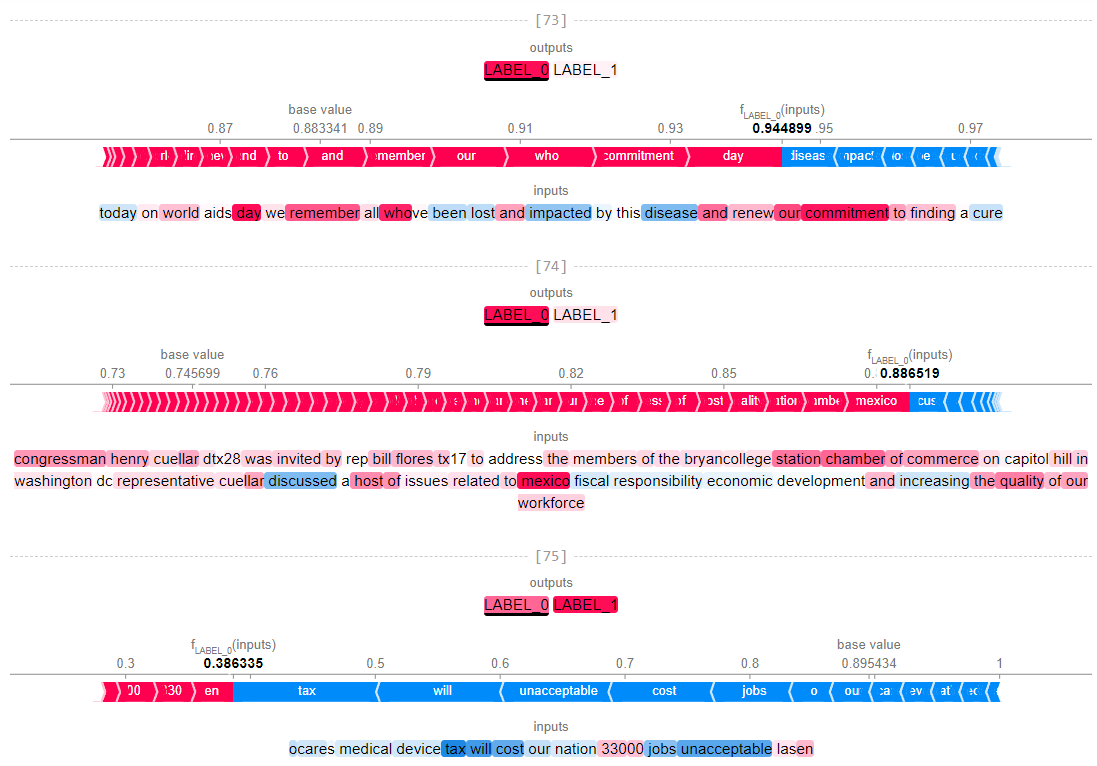 [73]
outputs
LABEL_0 LABEL_1
base value fLABEL_0(inputs)
0.87 0.883341 0.89 0.91 0.93 0.944899 .95 0.97
to and our who commitment day
inputs
today on world aids day we remember all whove been lost and impacted by this disease and renew our commitment to finding a cure
[74]
outputs
LABEL_0 LABEL_1
base value fLABEL_0(inputs)
0.73 0.745699 0.76 0.79 0.82 0.85 0. 0.886519
mexico cus
inputs
congressman henry cuellar dtx28 was invited by rep bill flores tx17 to address the members of the bryancollege station chamber of commerce on capitol hill in
washington dc representative cuellar discussed a host of issues related to mexico fiscal responsibility economic development and increasing the quality of our
workforce
[75]
outputs
LABEL_0 LABEL_1
fLABEL_0(inputs) base value
0.3 0.386335 0.5 0.6 0.7 0.8 0.895434 1
en tax will unacceptable cost jobs o
inputs
ocares medical device tax will cost our nation 33000 jobs unacceptable lasen